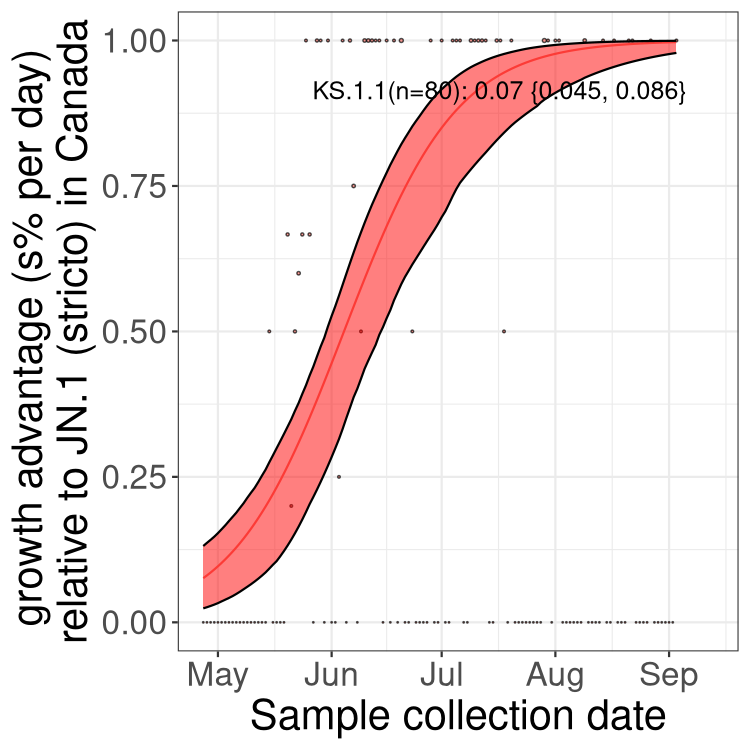 growth advantage (s% per day)
relative to JN.1 (stricto) in Canada
1.00
0.75
0.50
0.25
0.00
KS.1.1(n=80): 0.07 {0.045, 0.086}
May Jun Jul Aug Sep
Sample collection date